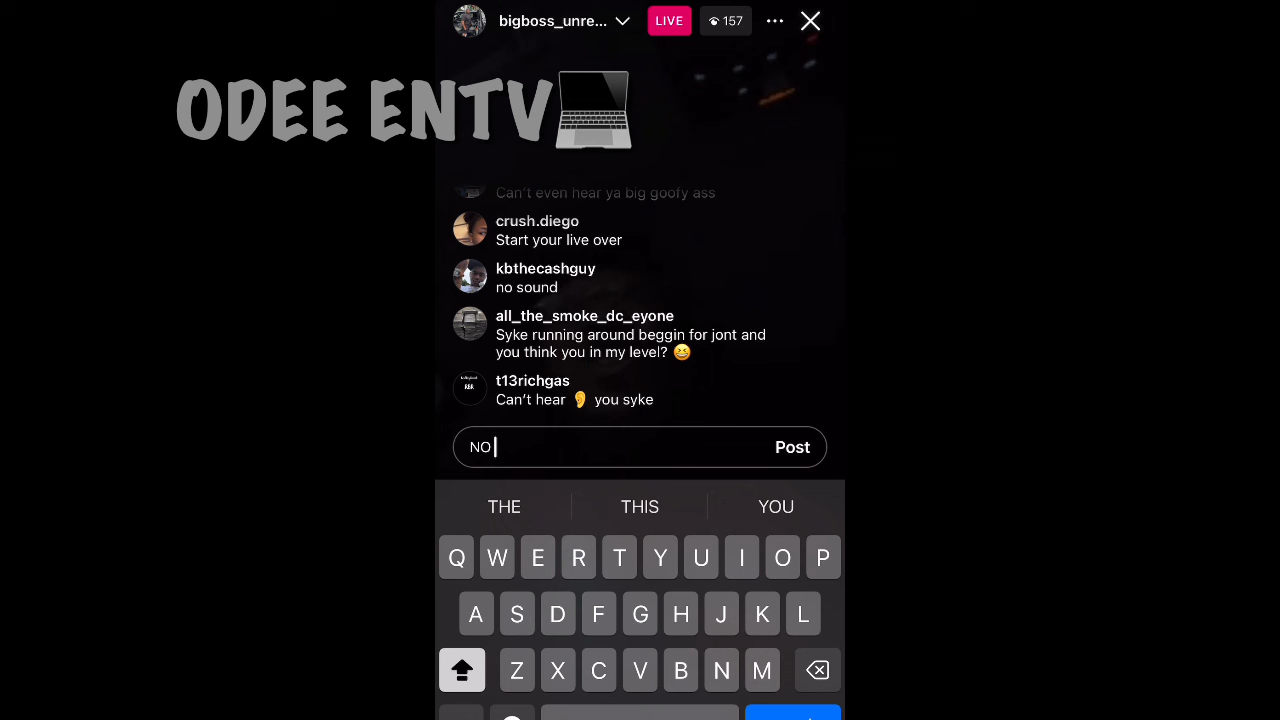 bigboss_unre...
LIVE
157
ODEE ENTV
Can't even hear ya big goofy ass
crush.diego
Start your live over
kbthecashguy
no sound
all_the_smoke_dc_eyone
Syke running around beggin for jont and
you think you in my level? 😆
t13richgas
Can't hear 👂 you syke
NO
Post
THE THIS YOU
Q W E R T Y U I O P
A S D F G H J K L
Z X C V B N M